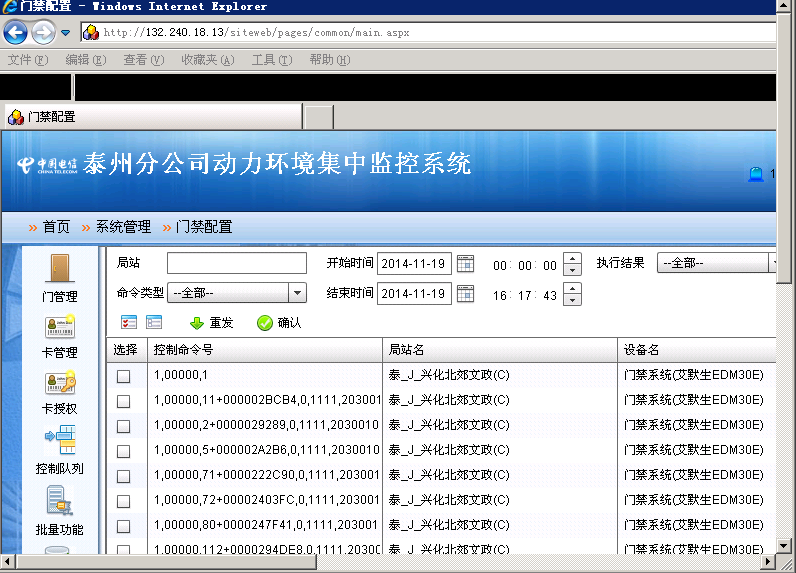 门禁配置 - Windows Internet Explorer
http://132.240.18.13/siteweb/pages/common/main.aspx
文件(F) 编辑(E) 查看(V) 收藏夹(A) 工具(T) 帮助(H)
门禁配置
中国电信 CHINA TELECOM 泰州分公司动力环境集中监控系统
1
» 首页 » 系统管理 » 门禁配置
门管理
卡管理
卡授权
控制队列
批量功能
局站 开始时间 2014-11-19 00: 00: 00 执行结果 --全部--
命令类型 --全部-- 结束时间 2014-11-19 16: 17: 43
重发 确认
选择 控制命令号 局站名 设备名
1,00000,1 泰_J_兴化北郊文政(C) 门禁系统(艾默生EDM30E)
1,00000,11+000002BCB4,0,1111,203001 泰_J_兴化北郊文政(C) 门禁系统(艾默生EDM30E)
1,00000,2+0000029289,0,1111,2030010 泰_J_兴化北郊文政(C) 门禁系统(艾默生EDM30E)
1,00000,5+000002A2B6,0,1111,2030010 泰_J_兴化北郊文政(C) 门禁系统(艾默生EDM30E)
1,00000,71+0000222C90,0,1111,203001 泰_J_兴化北郊文政(C) 门禁系统(艾默生EDM30E)
1,00000,72+00002403FC,0,1111,203001 泰_J_兴化北郊文政(C) 门禁系统(艾默生EDM30E)
1,00000,80+0000247F41,0,1111,203001 泰_J_兴化北郊文政(C) 门禁系统(艾默生EDM30E)
1,00000,112+0000294DE8,0,1111,20300 泰_J_兴化北郊文政(C) 门禁系统(艾默生EDM30E)